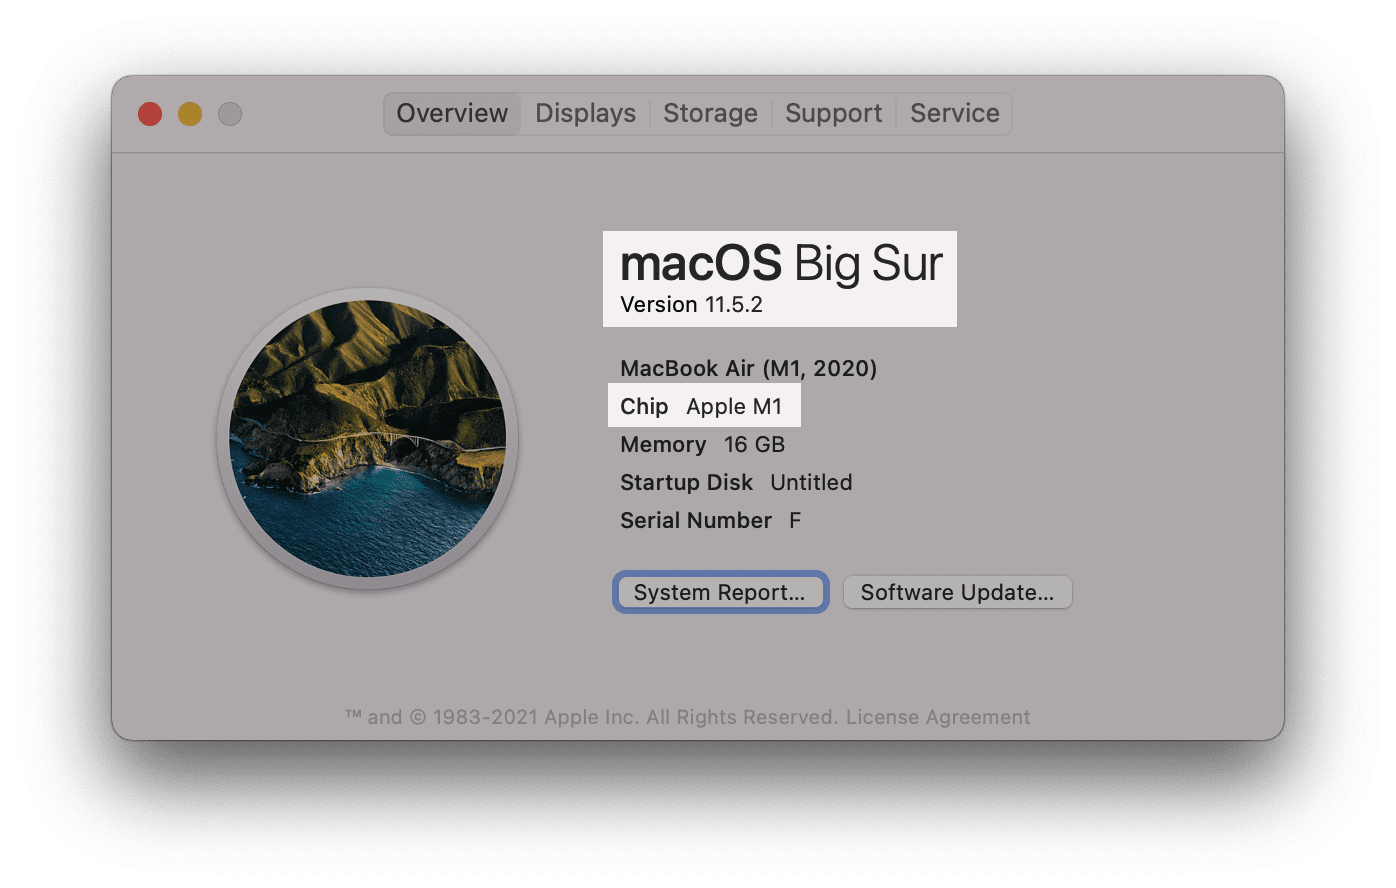 Overview Displays Storage Support Service
macOS Big Sur
Version 11.5.2
MacBook Air (M1, 2020)
Chip Apple M1
Memory 16 GB
Startup Disk Untitled
Serial Number F
System Report... Software Update...
™ and © 1983-2021 Apple Inc. All Rights Reserved. License Agreement